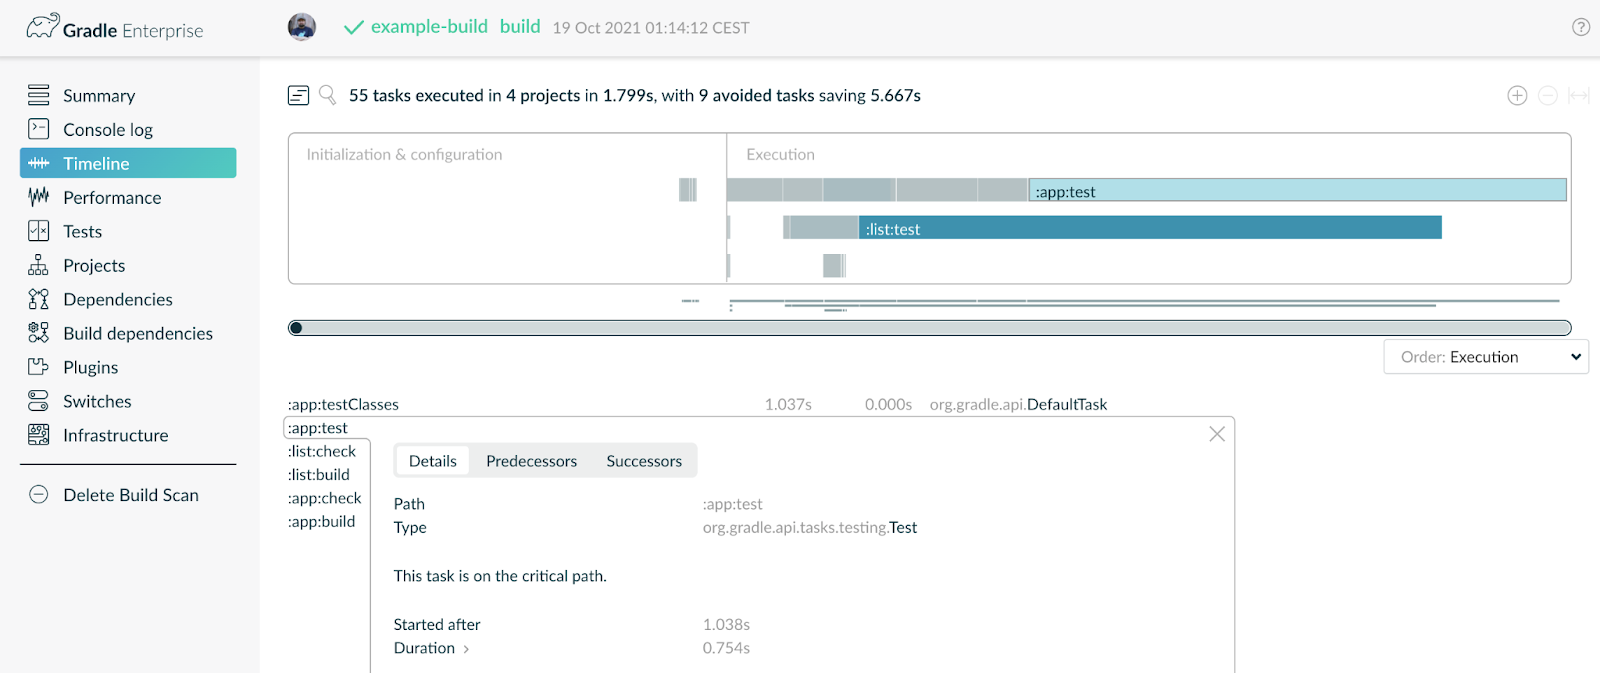 Gradle Enterprise
example-build build 19 Oct 2021 01:14:12 CEST
?
Summary
Console log
Timeline
Performance
Tests
Projects
Dependencies
Build dependencies
Plugins
Switches
Infrastructure
Delete Build Scan
55 tasks executed in 4 projects in 1.799s, with 9 avoided tasks saving 5.667s
Initialization & configuration
Execution
:app:test
:list:test
Order: Execution
:app:testClasses 1.037s 0.000s org.gradle.api.DefaultTask
:app:test
:list:check
:list:build
:app:check
:app:build
Details Predecessors Successors
Path :app:test
Type org.gradle.api.tasks.testing.Test
This task is on the critical path.
Started after 1.038s
Duration › 0.754s